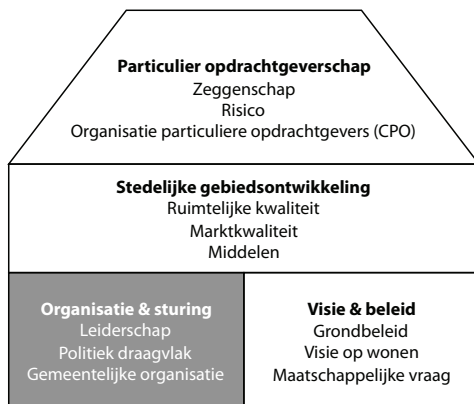 Particulier opdrachtgeverschap
Zeggenschap
Risico
Organisatie particuliere opdrachtgevers (CPO)
Stedelijke gebiedsontwikkeling
Ruimtelijke kwaliteit
Marktkwaliteit
Middelen
Organisatie & sturing
Leiderschap
Politiek draagvlak
Gemeentelijke organisatie
Visie & beleid
Grondbeleid
Visie op wonen
Maatschappelijke vraag